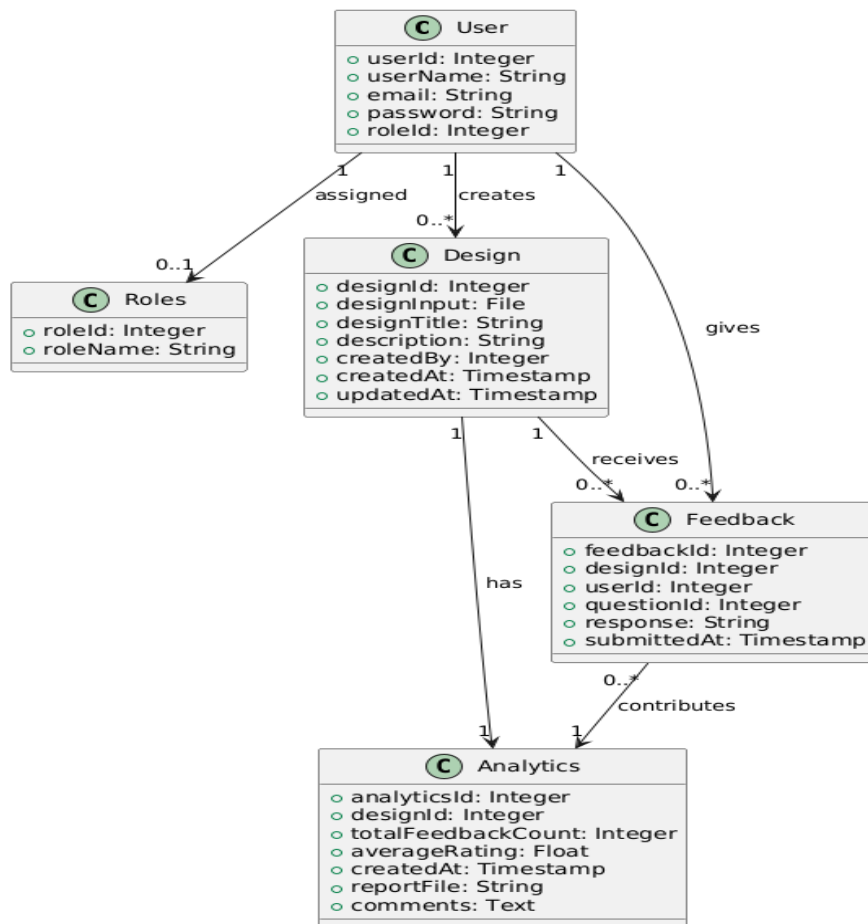 C User
userId: Integer
userName: String
email: String
password: String
roleId: Integer
1
1
1
assigned
creates
0..1
0..*
C Roles
roleId: Integer
roleName: String
C Design
designId: Integer
designInput: File
designTitle: String
description: String
createdBy: Integer
createdAt: Timestamp
updatedAt: Timestamp
gives
1
1
receives
0..*
0..*
C Feedback
feedbackId: Integer
designId: Integer
userId: Integer
questionId: Integer
response: String
submittedAt: Timestamp
has
0..*
contributes
1
1
C Analytics
analyticsId: Integer
designId: Integer
totalFeedbackCount: Integer
averageRating: Float
createdAt: Timestamp
reportFile: String
comments: Text